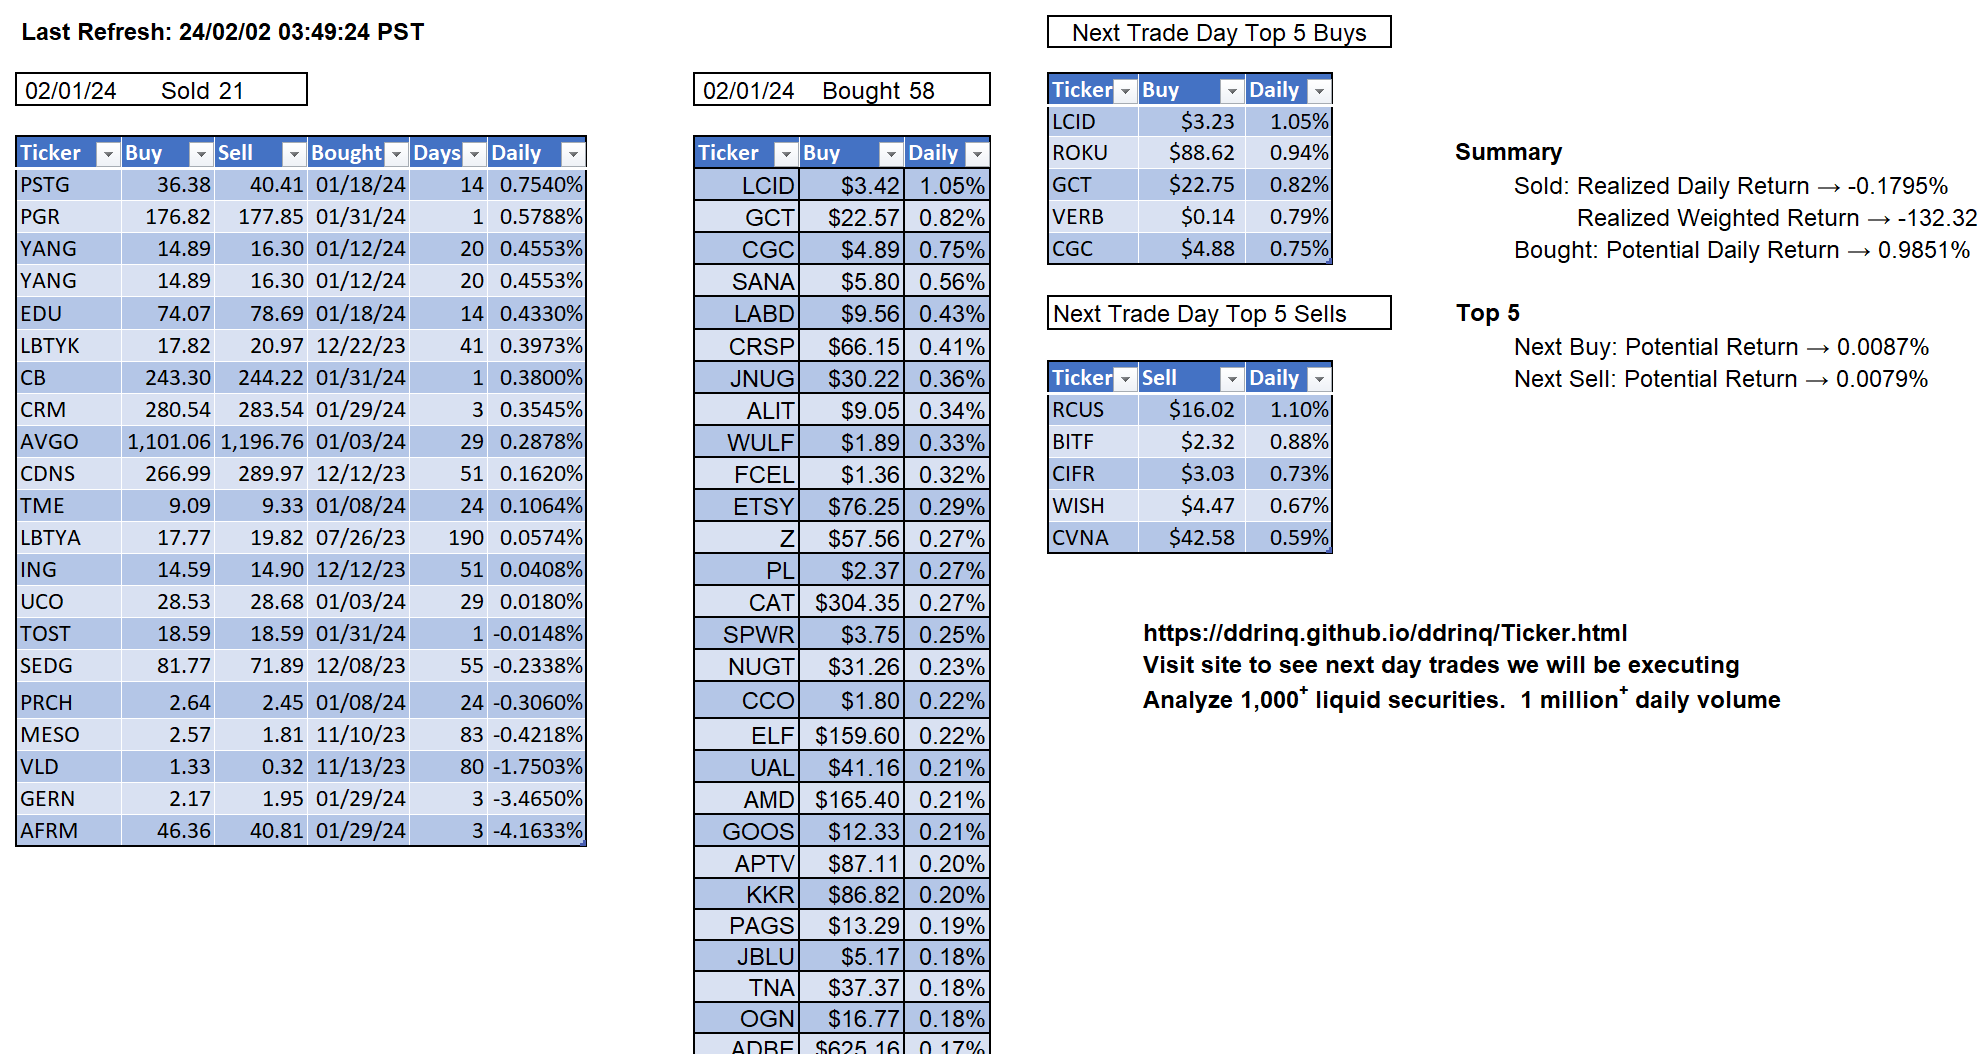 Last Refresh: 24/02/02 03:49:24 PST
02/01/24 Sold 21
Ticker Buy Sell Bought Days Daily
PSTG 36.38 40.41 01/18/24 14 0.7540%
PGR 176.82 177.85 01/31/24 1 0.5788%
YANG 14.89 16.30 01/12/24 20 0.4553%
YANG 14.89 16.30 01/12/24 20 0.4553%
EDU 74.07 78.69 01/18/24 14 0.4330%
LBTYK 17.82 20.97 12/22/23 41 0.3973%
CB 243.30 244.22 01/31/24 1 0.3800%
CRM 280.54 283.54 01/29/24 3 0.3545%
AVGO 1,101.06 1,196.76 01/03/24 29 0.2878%
CDNS 266.99 289.97 12/12/23 51 0.1620%
TME 9.09 9.33 01/08/24 24 0.1064%
LBTYA 17.77 19.82 07/26/23 190 0.0574%
ING 14.59 14.90 12/12/23 51 0.0408%
UCO 28.53 28.68 01/03/24 29 0.0180%
TOST 18.59 18.59 01/31/24 1 -0.0148%
SEDG 81.77 71.89 12/08/23 55 -0.2338%
PRCH 2.64 2.45 01/08/24 24 -0.3060%
MESO 2.57 1.81 11/10/23 83 -0.4218%
VLD 1.33 0.32 11/13/23 80 -1.7503%
GERN 2.17 1.95 01/29/24 3 -3.4650%
AFRM 46.36 40.81 01/29/24 3 -4.1633%
02/01/24 Bought 58
Ticker Buy Daily
LCID $3.42 1.05%
GCT $22.57 0.82%
CGC $4.89 0.75%
SANA $5.80 0.56%
LABD $9.56 0.43%
CRSP $66.15 0.41%
JNUG $30.22 0.36%
ALIT $9.05 0.34%
WULF $1.89 0.33%
FCEL $1.36 0.32%
ETSY $76.25 0.29%
Z $57.56 0.27%
PL $2.37 0.27%
CAT $304.35 0.27%
SPWR $3.75 0.25%
NUGT $31.26 0.23%
CCO $1.80 0.22%
ELF $159.60 0.22%
UAL $41.16 0.21%
AMD $165.40 0.21%
GOOS $12.33 0.21%
APTV $87.11 0.20%
KKR $86.82 0.20%
PAGS $13.29 0.19%
JBLU $5.17 0.18%
TNA $37.37 0.18%
OGN $16.77 0.18%
ADBE $625.16 0.17%
Next Trade Day Top 5 Buys
Ticker Buy Daily
LCID $3.23 1.05%
ROKU $88.62 0.94%
GCT $22.75 0.82%
VERB $0.14 0.79%
CGC $4.88 0.75%
Next Trade Day Top 5 Sells
Ticker Sell Daily
RCUS $16.02 1.10%
BITF $2.32 0.88%
CIFR $3.03 0.73%
WISH $4.47 0.67%
CVNA $42.58 0.59%
Summary
Sold: Realized Daily Return → -0.1795%
Realized Weighted Return → -132.32
Bought: Potential Daily Return → 0.9851%
Top 5
Next Buy: Potential Return → 0.0087%
Next Sell: Potential Return → 0.0079%
https://ddrinq.github.io/ddrinq/Ticker.html
Visit site to see next day trades we will be executing
Analyze 1,000+ liquid securities. 1 million+ daily volume